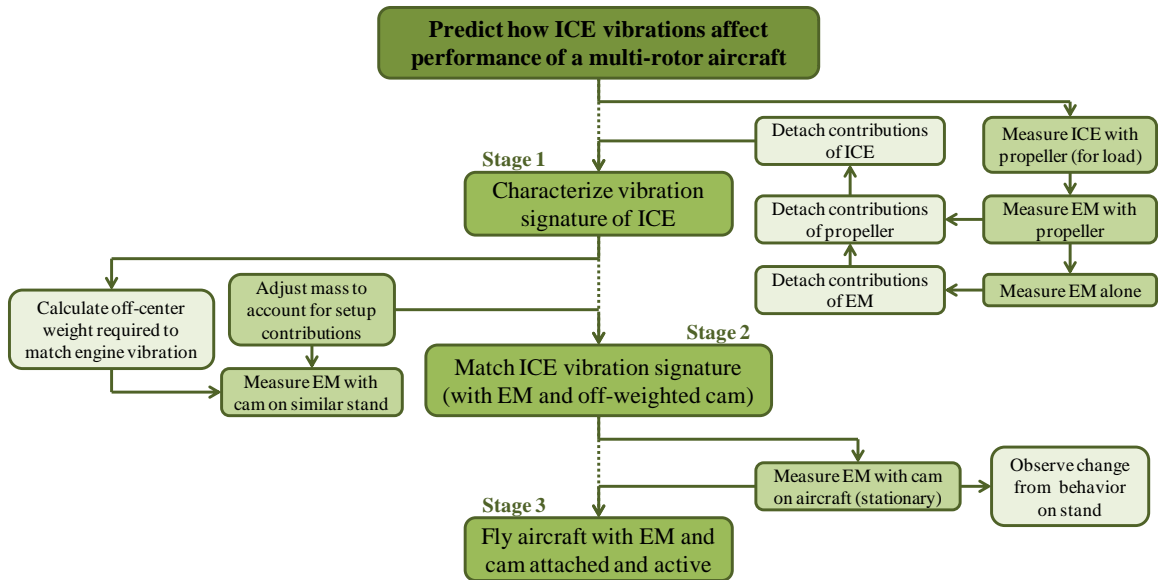 Predict how ICE vibrations affect
performance of a multi-rotor aircraft
Detach contributions
of ICE
Measure ICE with
propeller (for load)
Stage 1
Characterize vibration
signature of ICE
Detach contributions
of propeller
Measure EM with
propeller
Detach contributions
of EM
Measure EM alone
Calculate off-center
weight required to
match engine vibration
Adjust mass to
account for setup
contributions
Measure EM with
cam on similar stand
Stage 2
Match ICE vibration signature
(with EM and off-weighted cam)
Measure EM with cam
on aircraft (stationary)
Observe change
from behavior
on stand
Stage 3
Fly aircraft with EM and
cam attached and active